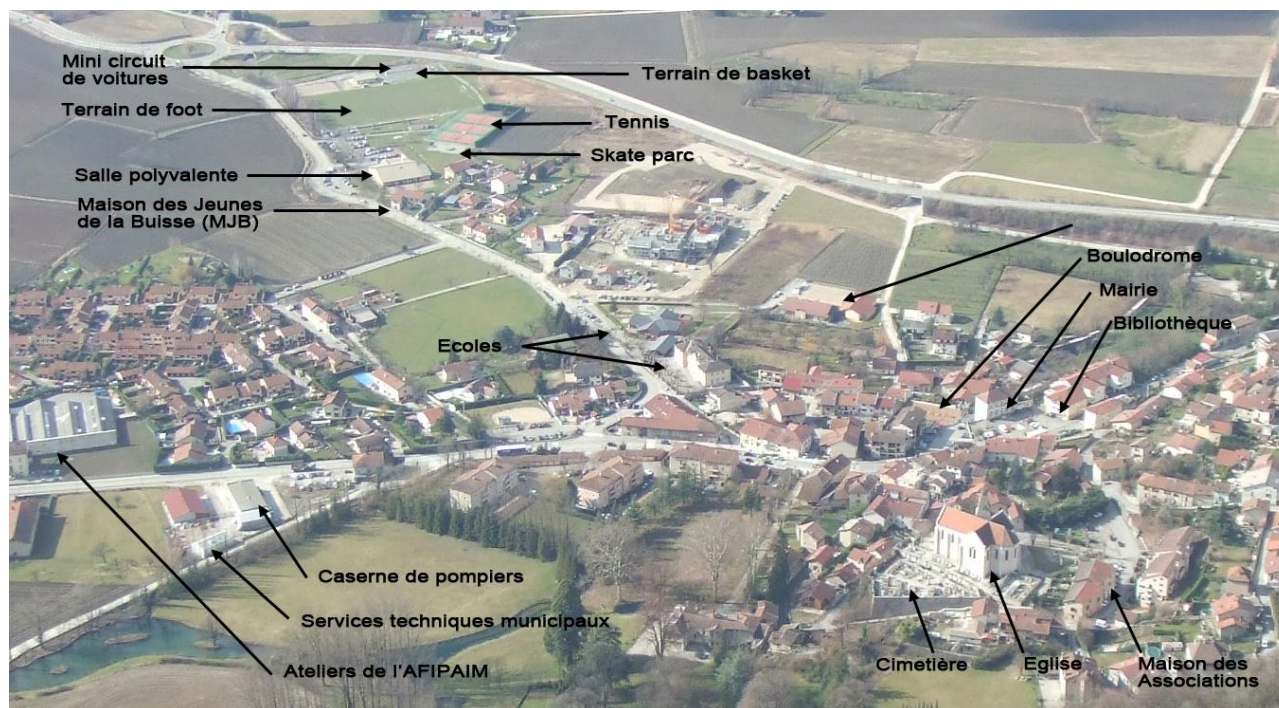 Mini circuit
de voitures
Terrain de basket
Terrain de foot
Tennis
Skate parc
Salle polyvalente
Maison des Jeunes
de la Buisse (MJB)
Boulodrome
Mairie
Bibliothèque
Ecoles
Caserne de pompiers
Services techniques municipaux
Ateliers de l'AFIPAIM
Cimetière
Eglise
Maison des
Associations